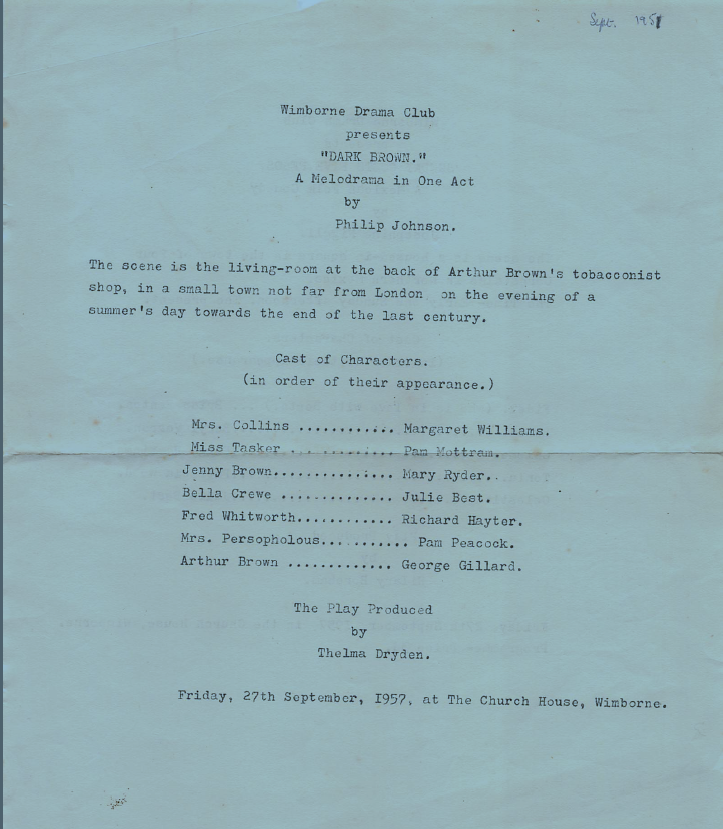 Sept. 1957
Wimborne Drama Club
presents
"DARK BROWN."
A Melodrama in One Act
by
Philip Johnson.
The scene is the living-room at the back of Arthur Brown's tobacconist
shop, in a small town not far from London on the evening of a
summer's day towards the end of the last century.
Cast of Characters.
(in order of their appearance.)
Mrs. Collins ............ Margaret Williams.
Miss Tasker ............. Pam Mottram.
Jenny Brown.............. Mary Ryder..
Bella Crewe ............. Julie Best.
Fred Whitworth............ Richard Hayter.
Mrs. Persopholous........... Pam Peacock.
Arthur Brown ............. George Gillard.
The Play Produced
by
Thelma Dryden.
Friday, 27th September, I957, at The Church House, Wimborne.